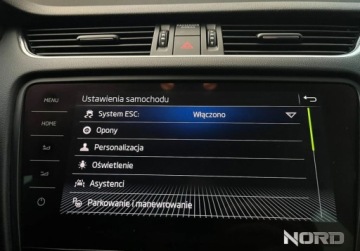 MENU
HOME
Ustawienia samochodu
System ESC: Włączono
Opony
Personalizacja
Oświetlenie
Asystenci
Parkowanie i manewrowanie
NORD